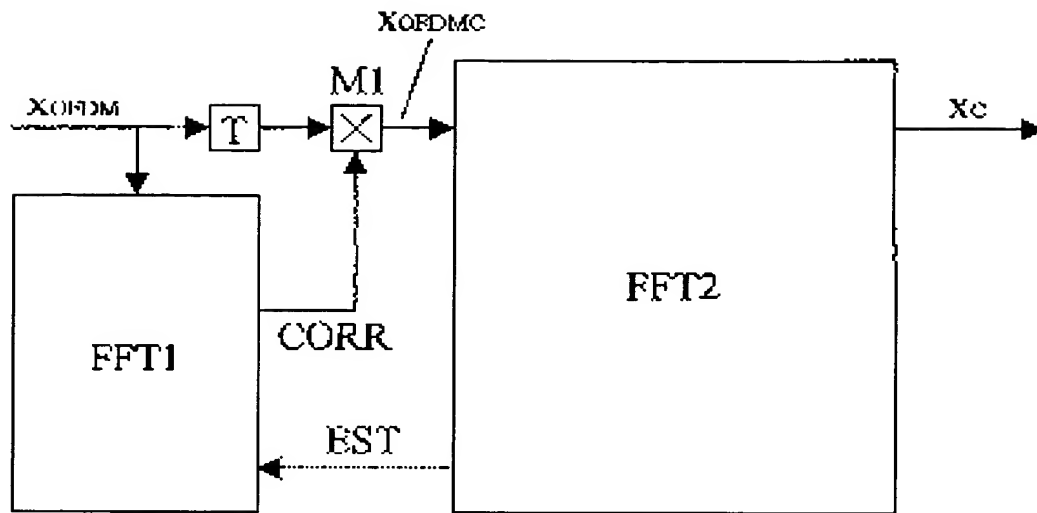 XOFDMC
M1
XOFDM
T
Xc
FFT2
CORR
FFT1
EST